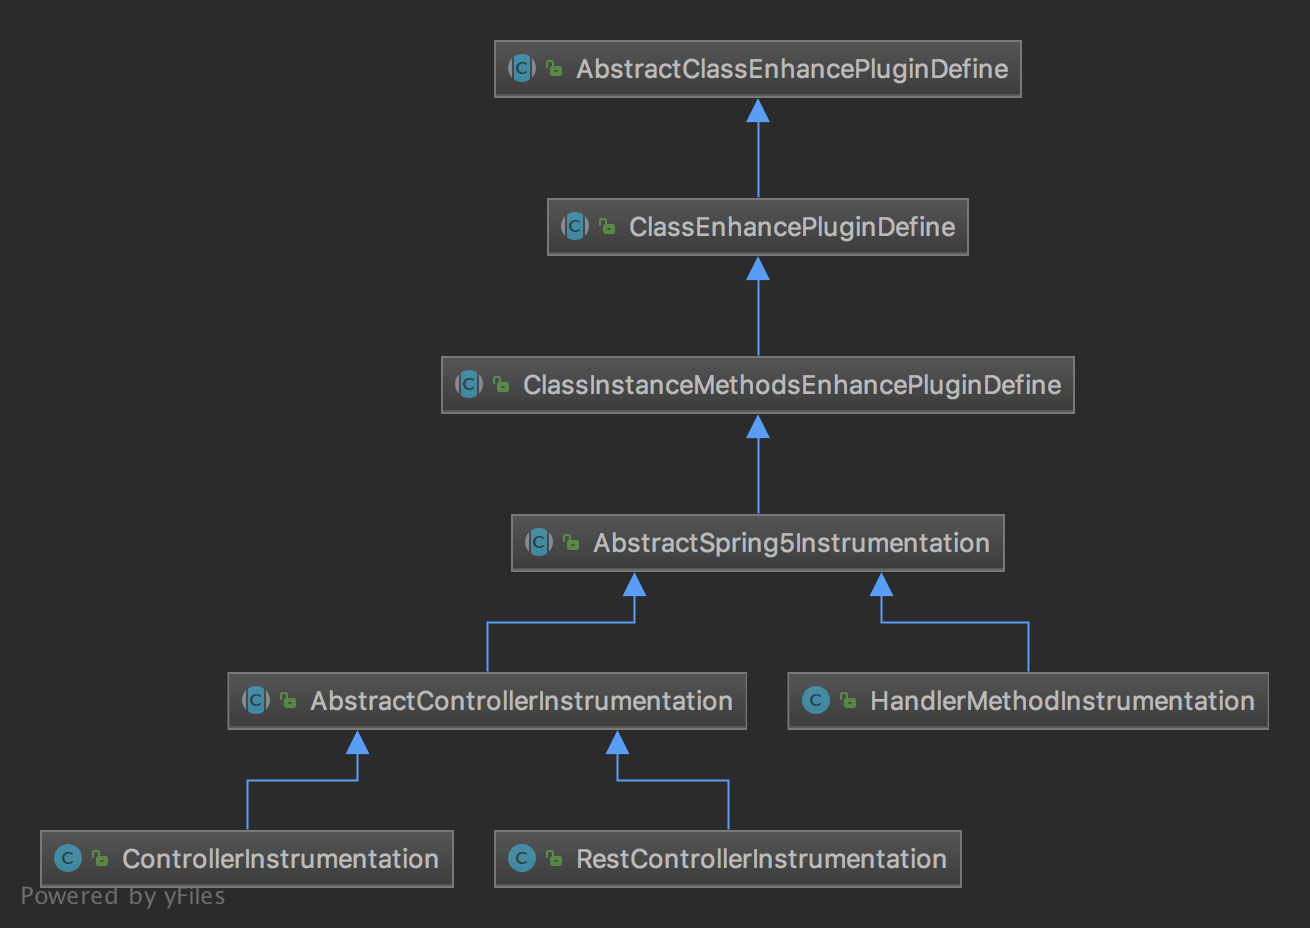 AbstractClassEnhancePluginDefine
ClassEnhancePluginDefine
ClassInstanceMethodsEnhancePluginDefine
AbstractSpring5Instrumentation
AbstractControllerInstrumentation
HandlerMethodInstrumentation
ControllerInstrumentation
RestControllerInstrumentation
Powered by yFiles